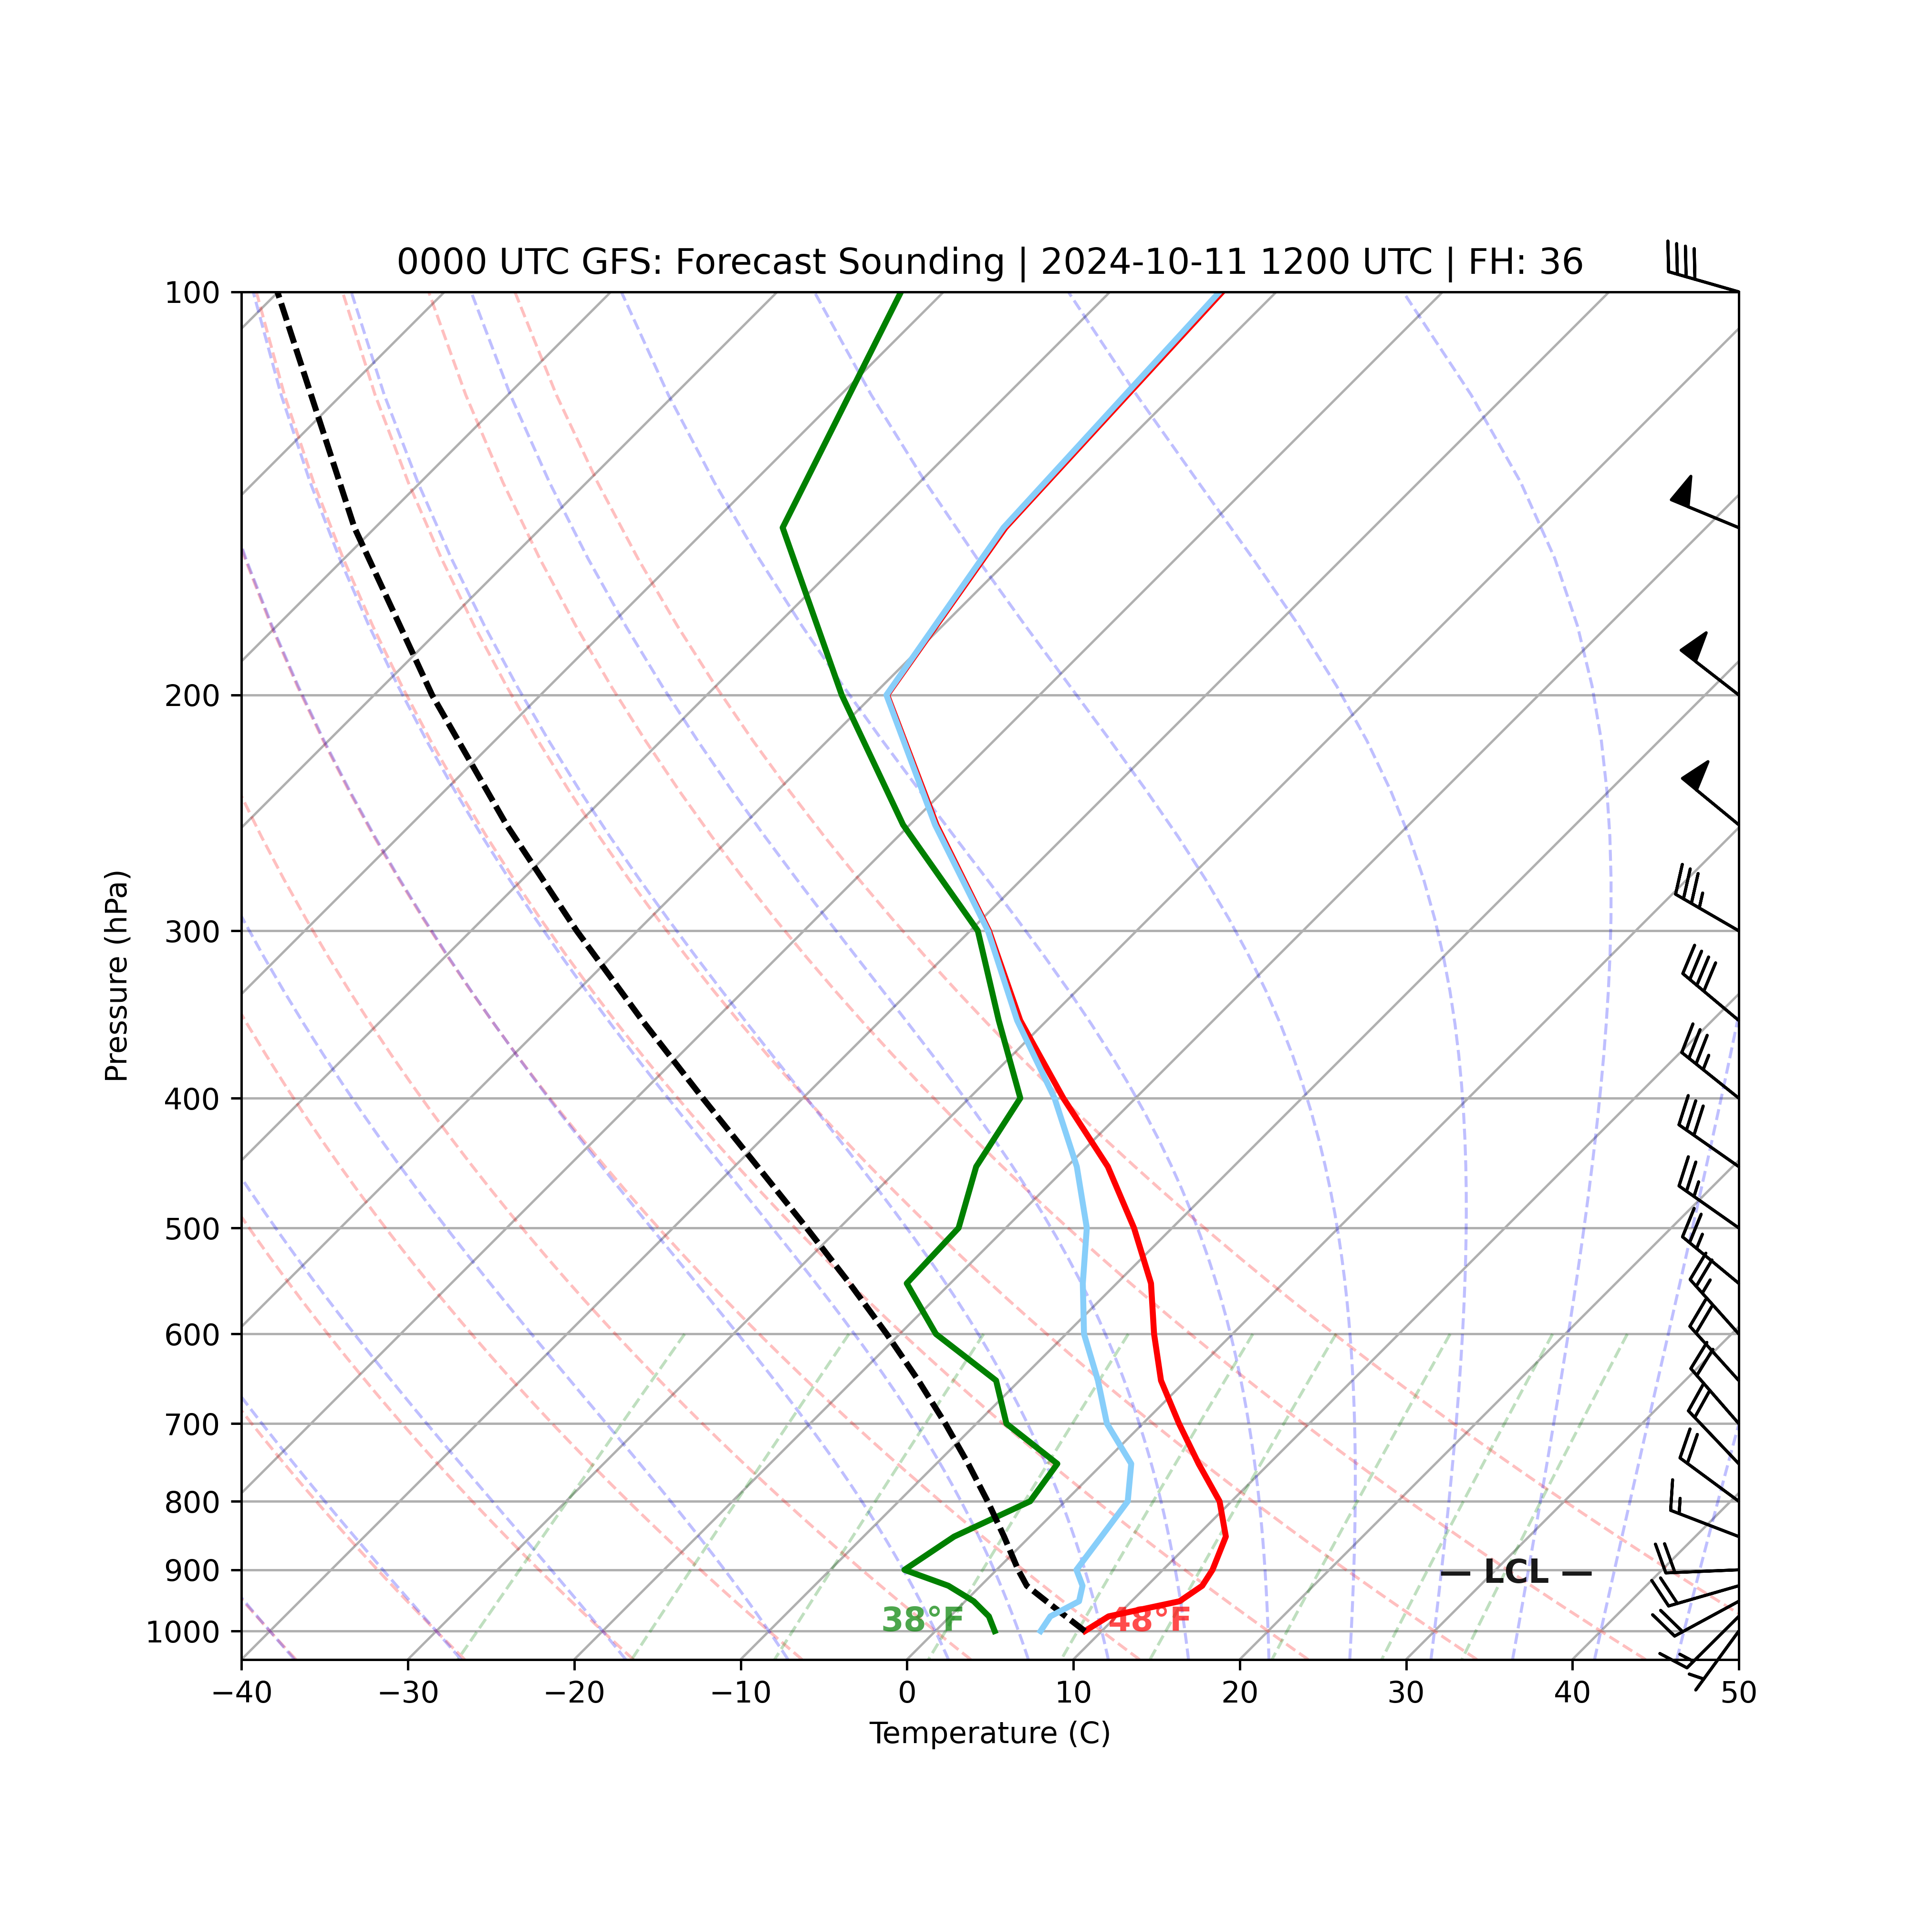 0000 UTC GFS: Forecast Sounding | 2024-10-11 1200 UTC | FH: 36
100
200
300
400
500
600
700
800
900
1000
Pressure (hPa)
— LCL —
38°F
48°F
−40 −30 −20 −10 0 10 20 30 40 50
Temperature (C)